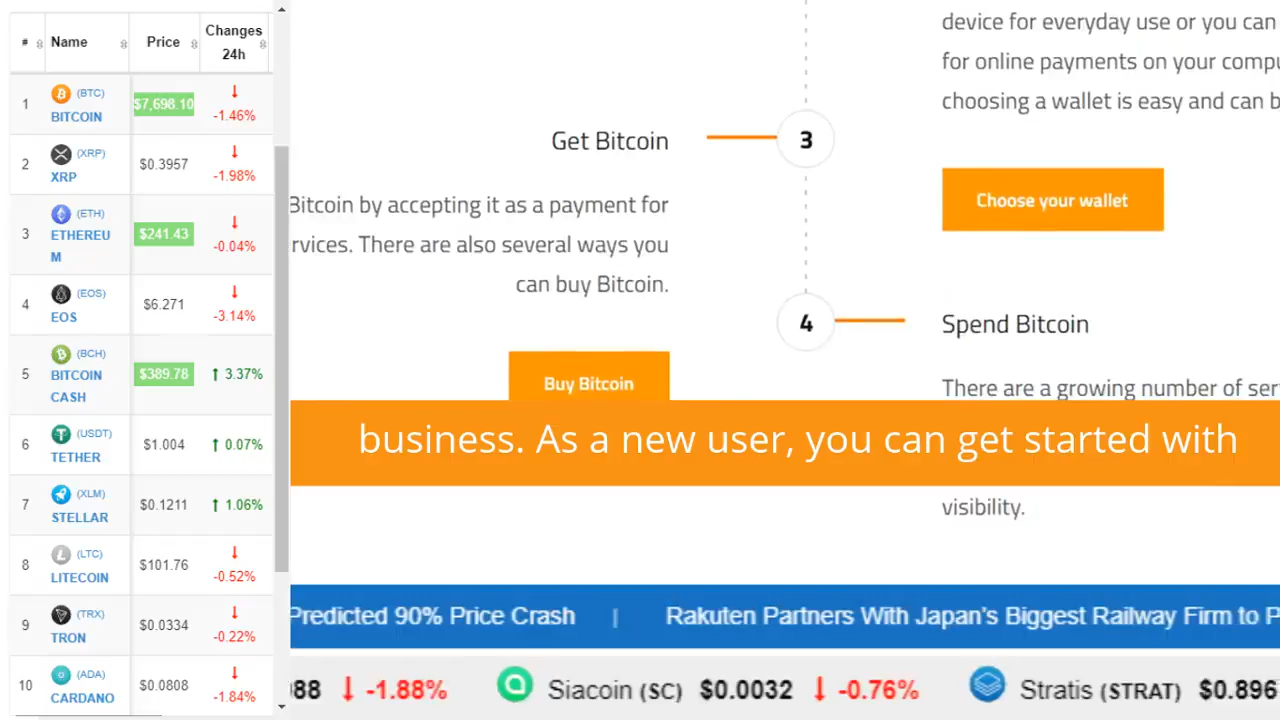 # Name Price Changes 24h
1 (BTC) BITCOIN $7,698.10 -1.46%
2 (XRP) XRP $0.3957 -1.98%
3 (ETH) ETHEREUM $241.43 -0.04%
4 (EOS) EOS $6.271 -3.14%
5 (BCH) BITCOIN CASH $389.78 3.37%
6 (USDT) TETHER $1.004 0.07%
7 (XLM) STELLAR $0.1211 1.06%
8 (LTC) LITECOIN $101.76 -0.52%
9 (TRX) TRON $0.0334 -0.22%
10 (ADA) CARDANO $0.0808 -1.84%
Get Bitcoin
3
Bitcoin by accepting it as a payment for
rvices. There are also several ways you
can buy Bitcoin.
Buy Bitcoin
device for everyday use or you can
for online payments on your compu
choosing a wallet is easy and can b
Choose your wallet
4
Spend Bitcoin
There are a growing number of ser
business. As a new user, you can get started with
visibility.
Predicted 90% Price Crash | Rakuten Partners With Japan's Biggest Railway Firm to P
88 -1.88% Siacoin (SC) $0.0032 -0.76% Stratis (STRAT) $0.896